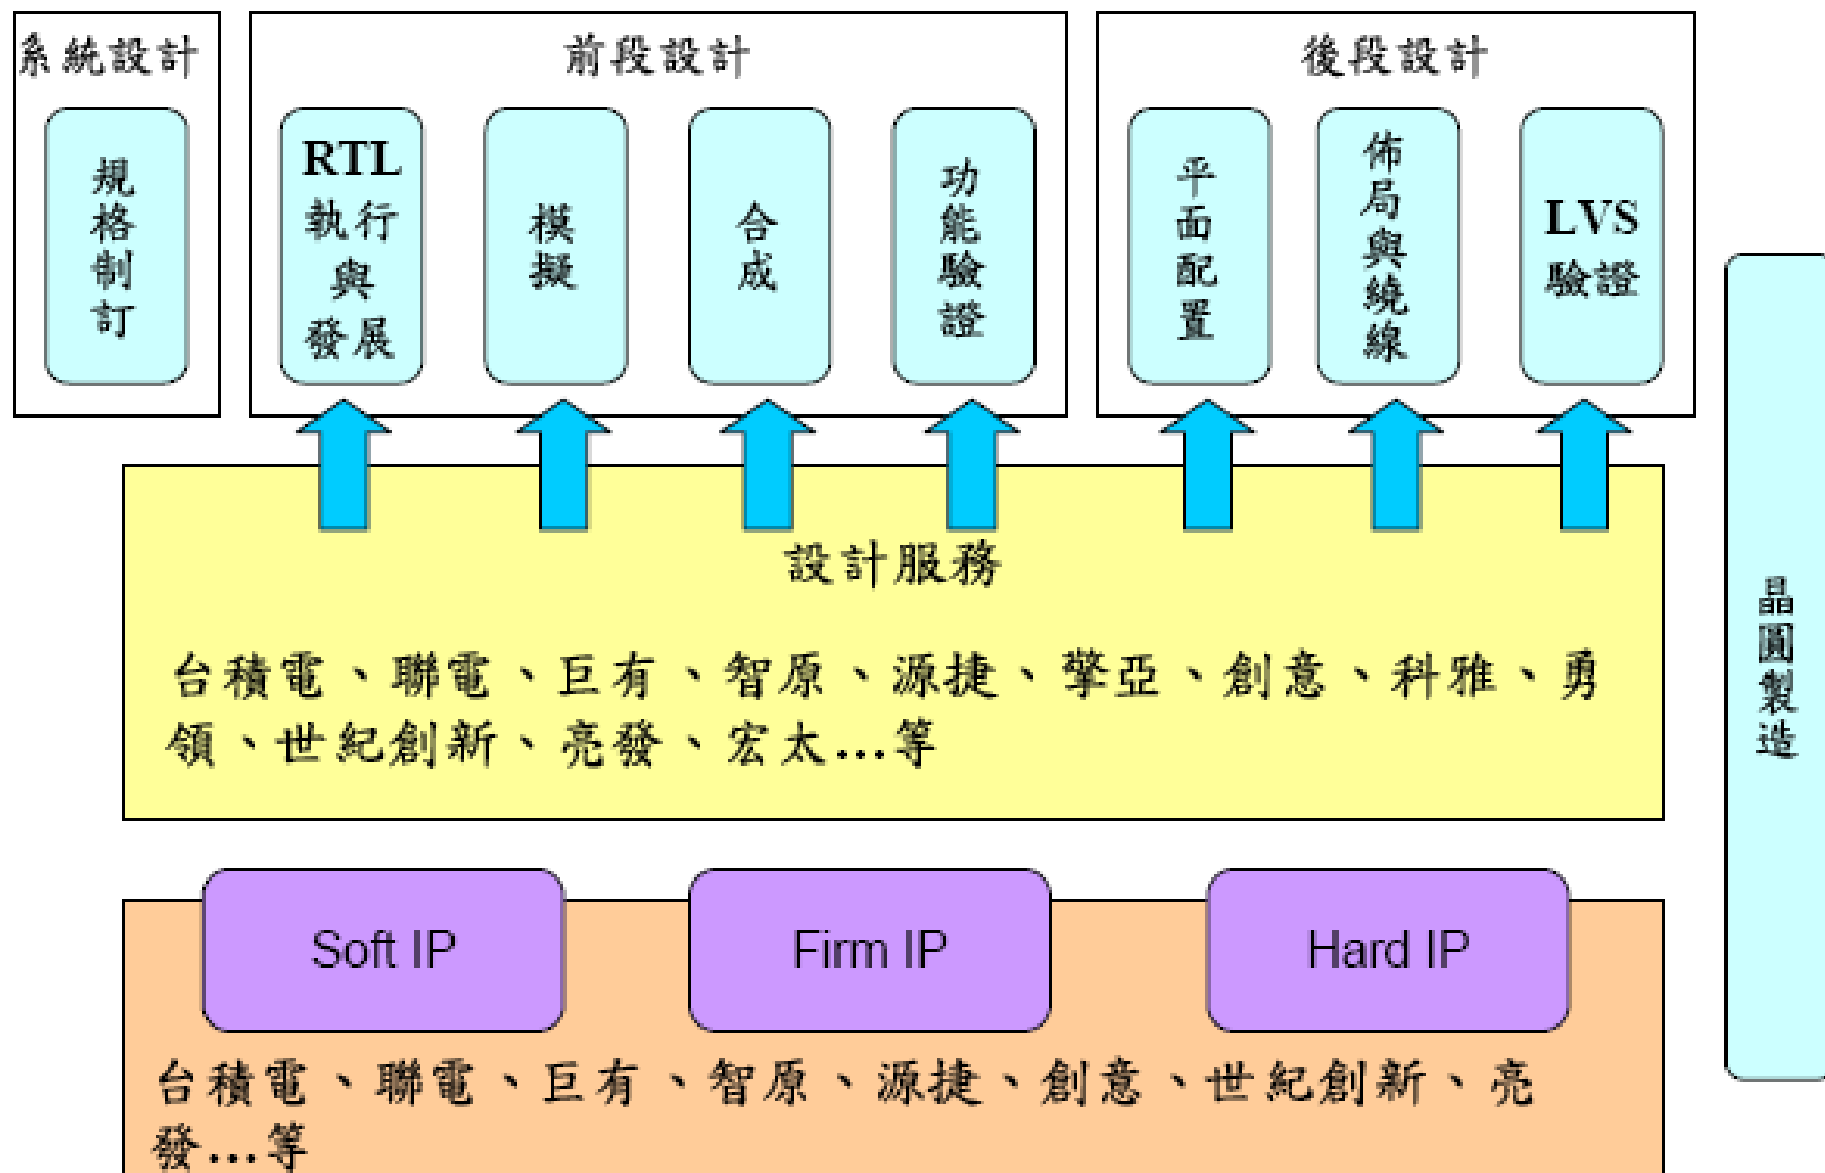 系統設計
前段設計
後段設計
規格制訂
RTL
執行
與
發展
模擬
合成
功能驗證
平面配置
佈局與繞線
LVS
驗證
設計服務
台積電、聯電、巨有、智原、源捷、擎亞、創意、科雅、勇
領、世紀創新、亮發、宏太...等
晶圓製造
Soft IP
Firm IP
Hard IP
台積電、聯電、巨有、智原、源捷、創意、世紀創新、亮
發...等